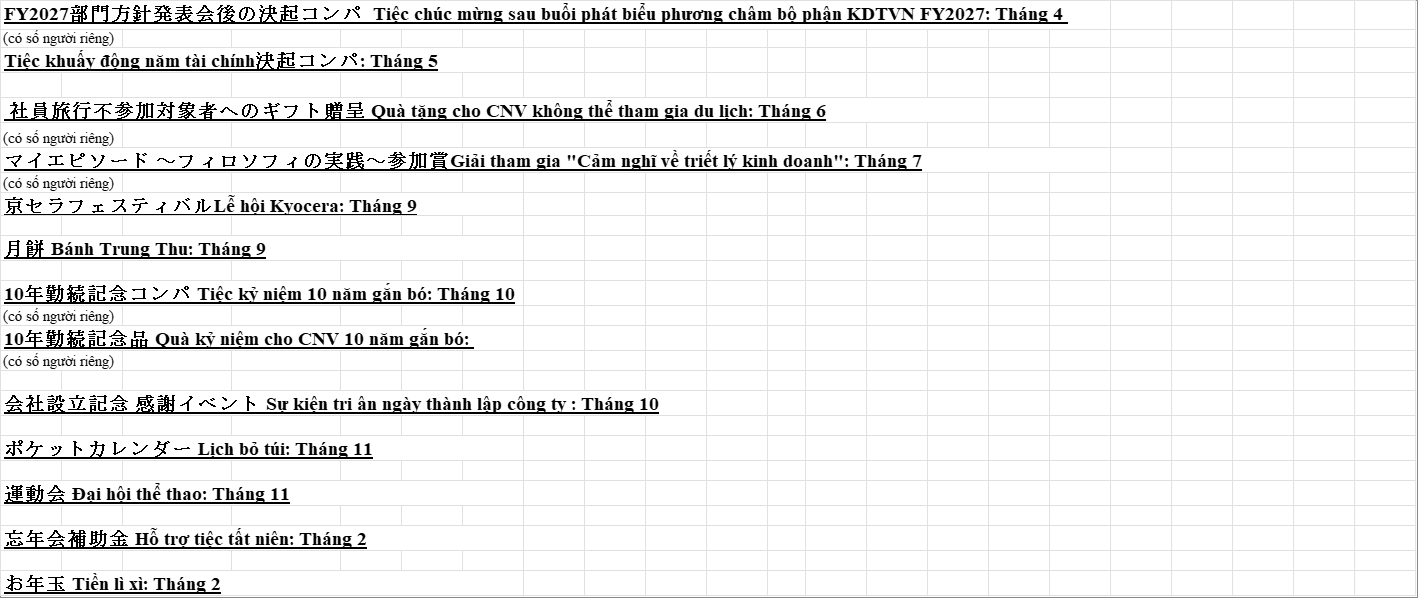 FY2027部門方針発表会後の決起コンパ Tiệc chúc mừng sau buổi phát biểu phương châm bộ phận KDTVN FY2027: Tháng 4
(có số người riêng)
Tiệc khuấy động năm tài chính決起コンパ: Tháng 5
社員旅行不参加対象者へのギフト贈呈 Quà tặng cho CNV không thể tham gia du lịch: Tháng 6
(có số người riêng)
マイエピソード ～フィロソフィの実践～参加賞Giải tham gia "Cảm nghĩ về triết lý kinh doanh": Tháng 7
(có số người riêng)
京セラフェスティバルLễ hội Kyocera: Tháng 9
月餅 Bánh Trung Thu: Tháng 9
10年勤続記念コンパ Tiệc kỷ niệm 10 năm gắn bó: Tháng 10
(có số người riêng)
10年勤続記念品 Quà kỷ niệm cho CNV 10 năm gắn bó:
(có số người riêng)
会社設立記念 感謝イベント Sự kiện tri ân ngày thành lập công ty : Tháng 10
ポケットカレンダー Lịch bỏ túi: Tháng 11
運動会 Đại hội thể thao: Tháng 11
忘年会補助金 Hỗ trợ tiệc tất niên: Tháng 2
お年玉 Tiền lì xì: Tháng 2